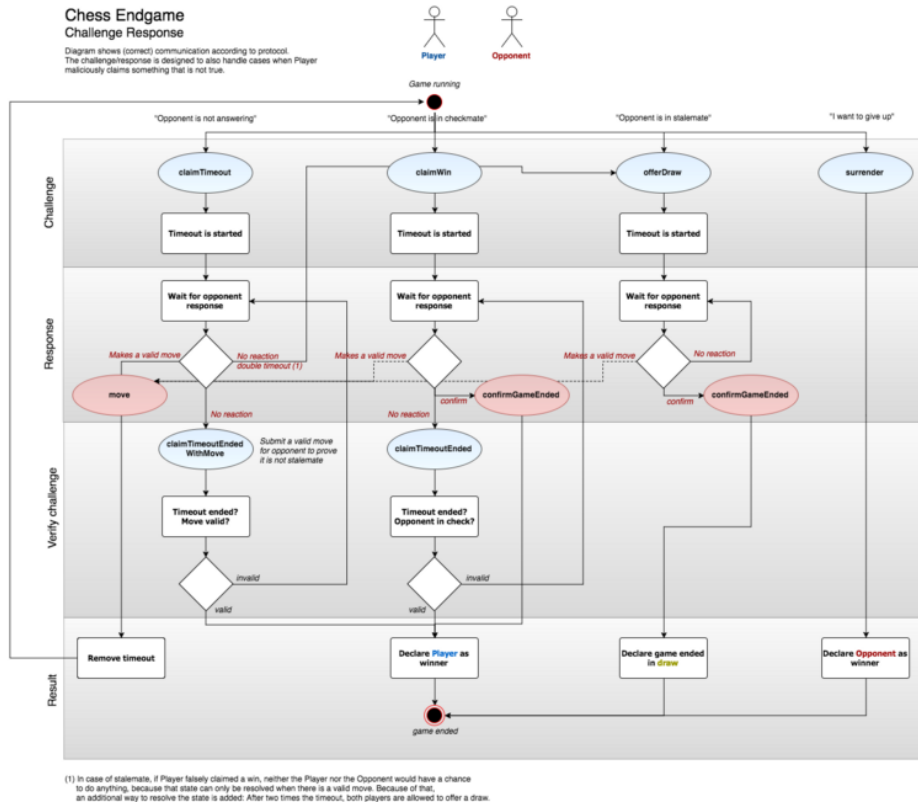 Chess Endgame
Challenge Response
Diagram shows (correct) communication according to protocol.
The challenge/response is designed to also handle cases when Player
maliciously claims something that is not true.
Player
Opponent
Game running
"Opponent is not answering"
"Opponent is in checkmate"
"Opponent is in stalemate"
"I want to give up"
Challenge
claimTimeout
claimWin
offerDraw
surrender
Timeout is started
Timeout is started
Timeout is started
Response
Wait for opponent
response
Wait for opponent
response
Wait for opponent
response
Makes a valid move
No reaction
double timeout (1)
Makes a valid move
Makes a valid move
No reaction
move
confirm
confirmGameEnded
confirm
confirmGameEnded
No reaction
No reaction
Verify challenge
claimTimeoutEnded
WithMove
Submit a valid move
for opponent to prove
it is not stalemate
claimTimeoutEnded
Timeout ended?
Move valid?
Timeout ended?
Opponent in check?
invalid
invalid
valid
valid
Result
Remove timeout
Declare Player as
winner
Declare game ended
in draw
Declare Opponent as
winner
game ended
(1) In case of stalemate, if Player falsely claimed a win, neither the Player nor the Opponent would have a chance
to do anything, because that state can only be resolved when there is a valid move. Because of that,
an additional way to resolve the state is added: After two times the timeout, both players are allowed to offer a draw.